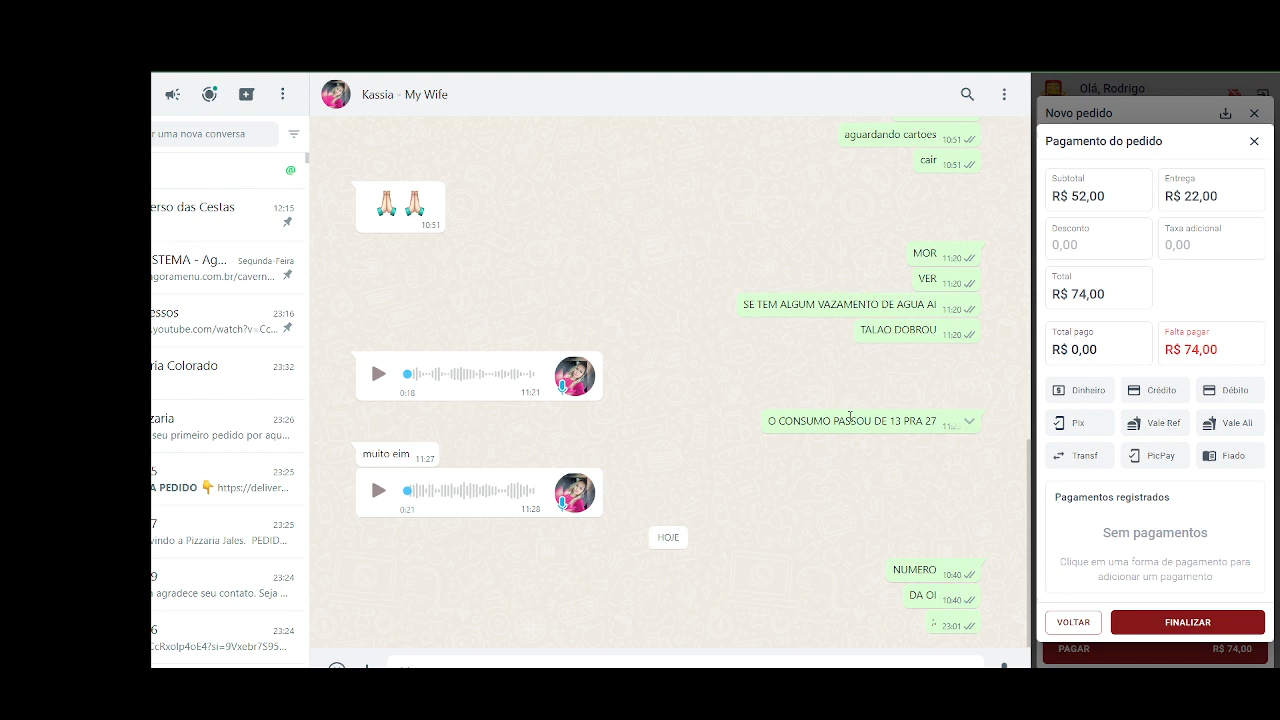 Kassia - My Wife
r uma nova conversa
@
erso das Cestas 12:15
STEMA - Ag... Segunda-Feira
agoramenu.com.br/cavern...
essos 23:16
.youtube.com/watch?v=Cc...
ria Colorado 23:32
zaria 23:26
seu primeiro pedido por aqu...
5 23:25
A PEDIDO 👇 https://deliver...
7 23:25
vindo a Pizzaria Jales. PEDID...
9 23:24
a agradece seu contato. Seja ...
6 23:24
CcRxolp4oE4?si=9Vxebr7S95...
aguardando cartoes 10:51
cair 10:51
🙏🏻 🙏🏻
10:51
MOR 11:20
VER 11:20
SE TEM ALGUM VAZAMENTO DE AGUA AI 11:20
TALAO DOBROU 11:20
0:18 11:21
O CONSUMO PASSOU DE 13 PRA 27
muito eim 11:27
0:21 11:28
HOJE
NUMERO 10:40
DA OI 10:40
23:01
Olá, Rodrigo
Novo pedido
Pagamento do pedido
Subtotal Entrega
R$ 52,00 R$ 22,00
Desconto Taxa adicional
0,00 0,00
Total
R$ 74,00
Total pago Falta pagar
R$ 0,00 R$ 74,00
Dinheiro Crédito Débito
Pix Vale Ref Vale Ali
Transf PicPay Fiado
Pagamentos registrados
Sem pagamentos
Clique em uma forma de pagamento para
adicionar um pagamento
VOLTAR FINALIZAR
PAGAR R$ 74,00